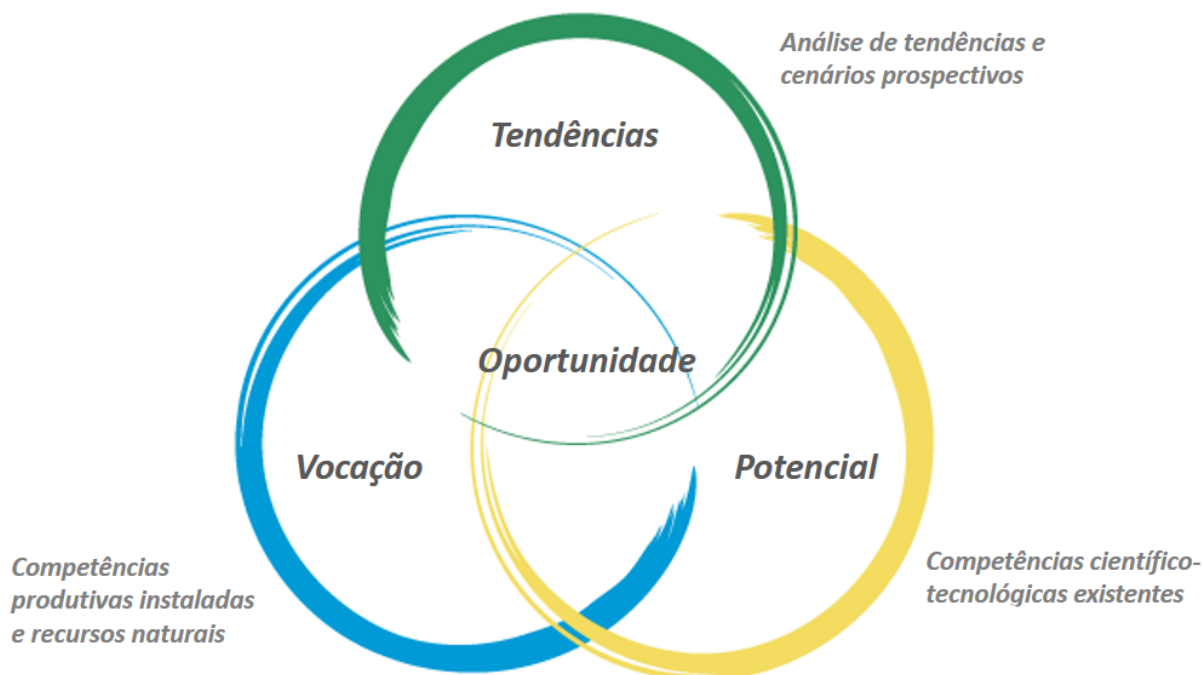 Análise de tendências e
cenários prospectivos
Tendências
Oportunidade
Vocação
Potencial
Competências
produtivas instaladas
e recursos naturais
Competências científico-
tecnológicas existentes